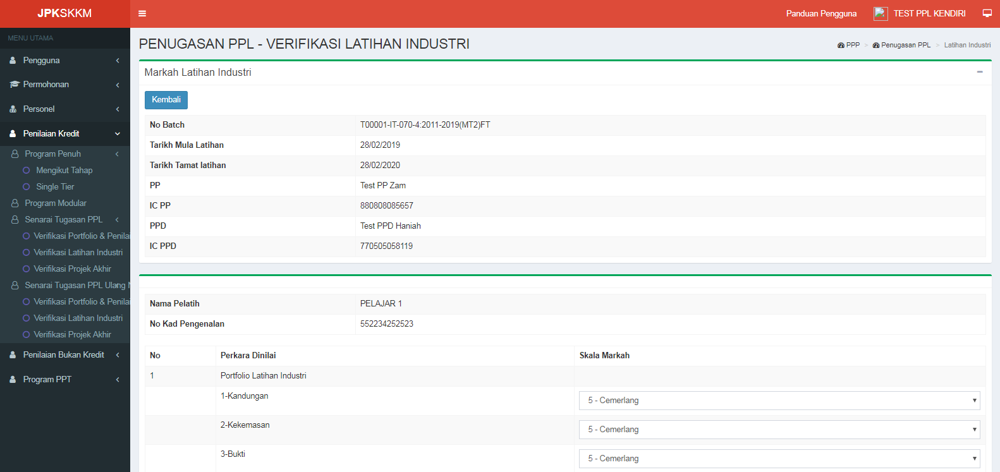 JPKSKKM
Panduan Pengguna
TEST PPL KENDIRI
MENU UTAMA
Pengguna
Permohonan
Personel
Penilaian Kredit
Program Penuh
Mengikut Tahap
Single Tier
Program Modular
Senarai Tugasan PPL
Verifikasi Portfolio & Penilai
Verifikasi Latihan Industri
Verifikasi Projek Akhir
Senarai Tugasan PPL Ulang
Verifikasi Portfolio & Penilai
Verifikasi Latihan Industri
Verifikasi Projek Akhir
Penilaian Bukan Kredit
Program PPT
PENUGASAN PPL - VERIFIKASI LATIHAN INDUSTRI
PPP > Penugasan PPL > Latihan Industri
Markah Latihan Industri
Kembali
No Batch T00001-IT-070-4:2011-2019(MT2)FT
Tarikh Mula Latihan 28/02/2019
Tarikh Tamat latihan 28/02/2020
PP Test PP Zam
IC PP 880808085657
PPD Test PPD Haniah
IC PPD 770505058119
Nama Pelatih PELAJAR 1
No Kad Pengenalan 552234252523
No Perkara Dinilai Skala Markah
1 Portfolio Latihan Industri
1-Kandungan 5 - Cemerlang
2-Kekemasan 5 - Cemerlang
3-Bukti 5 - Cemerlang